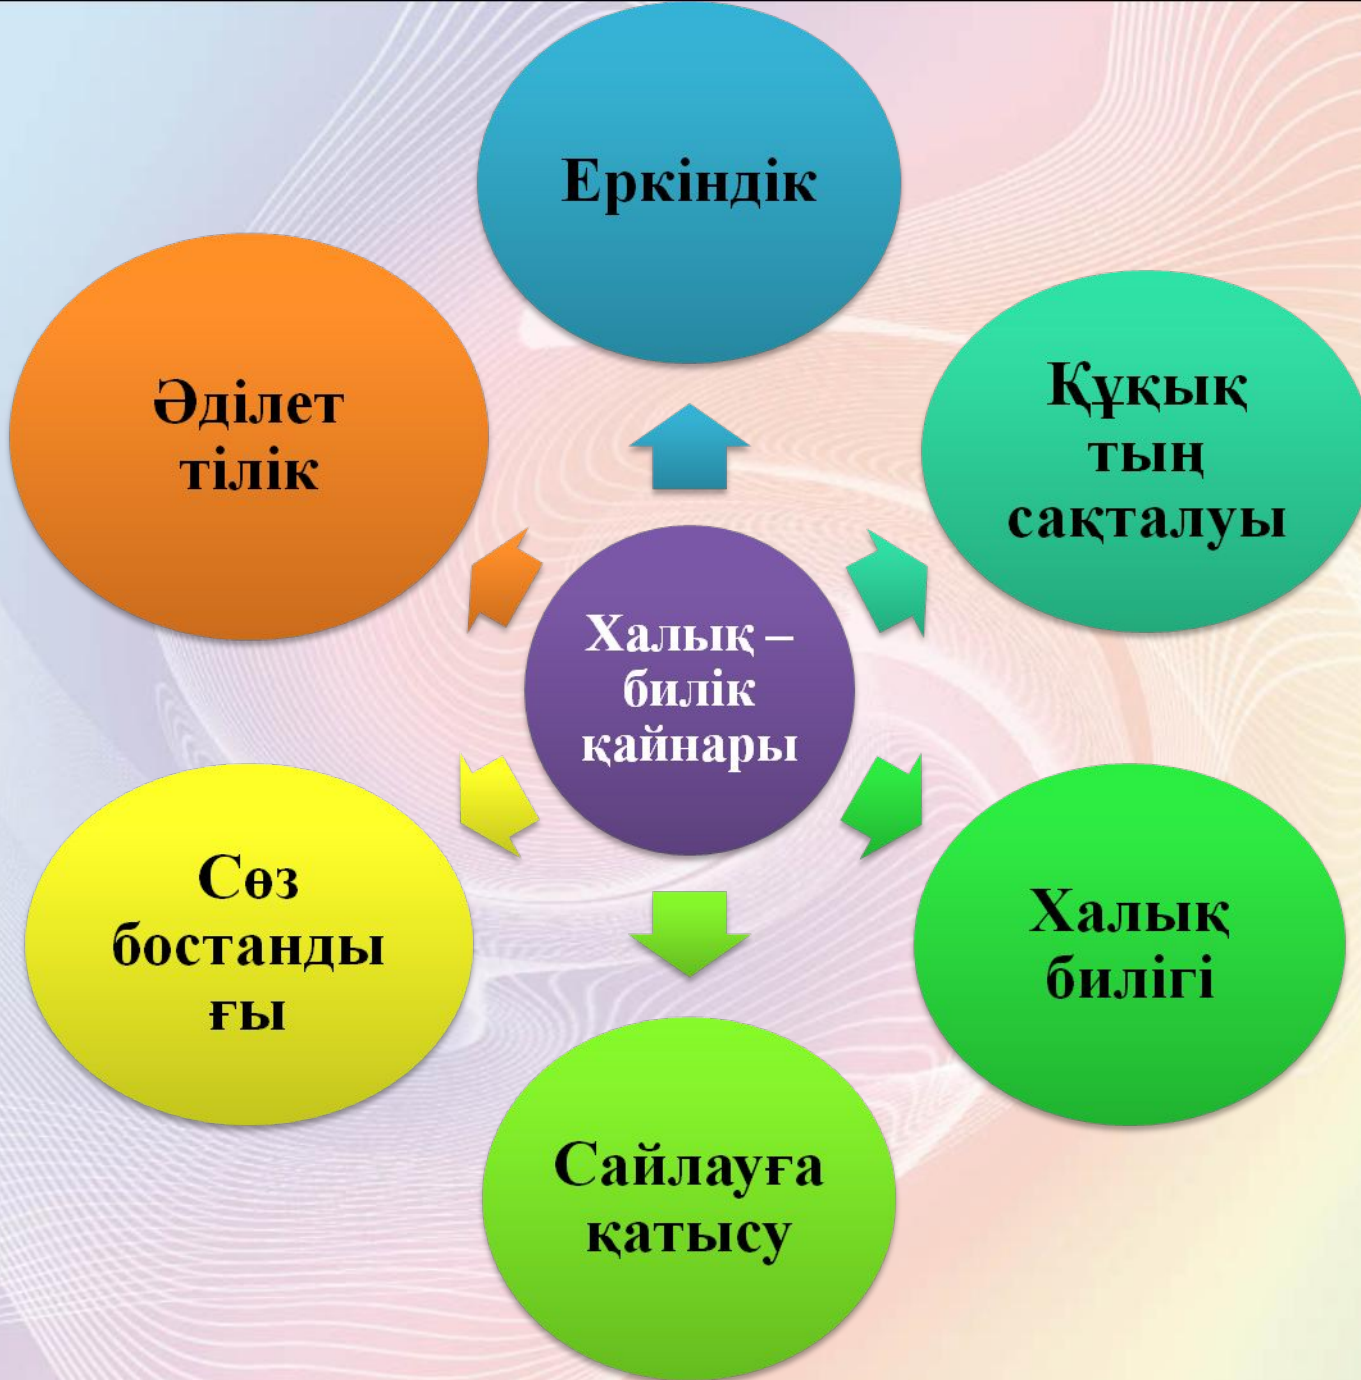 Еркіндік
Құқық
тың
сақталуы
Халық
билігі
Сайлауға
қатысу
Сөз
бостанды
ғы
Әділет
тілік
Халық –
билік
қайнары